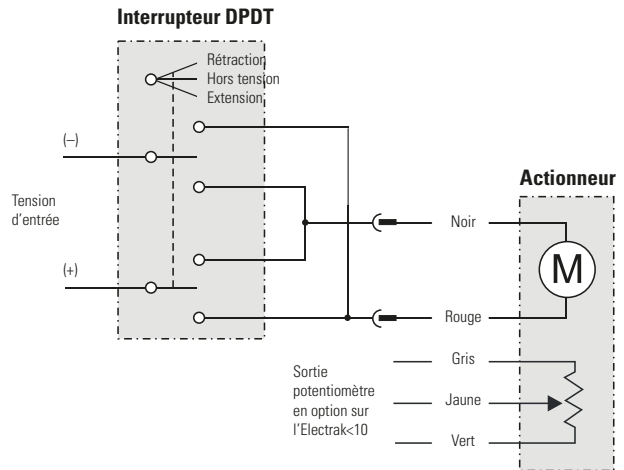 Interrupteur DPDT
Rétraction
Hors tension
Extension
(–)
Tension
d'entrée
(+)
Actionneur
Noir
M
Rouge
Gris
Sortie
potentiomètre
en option sur
l'Electrak<10
Jaune
Vert